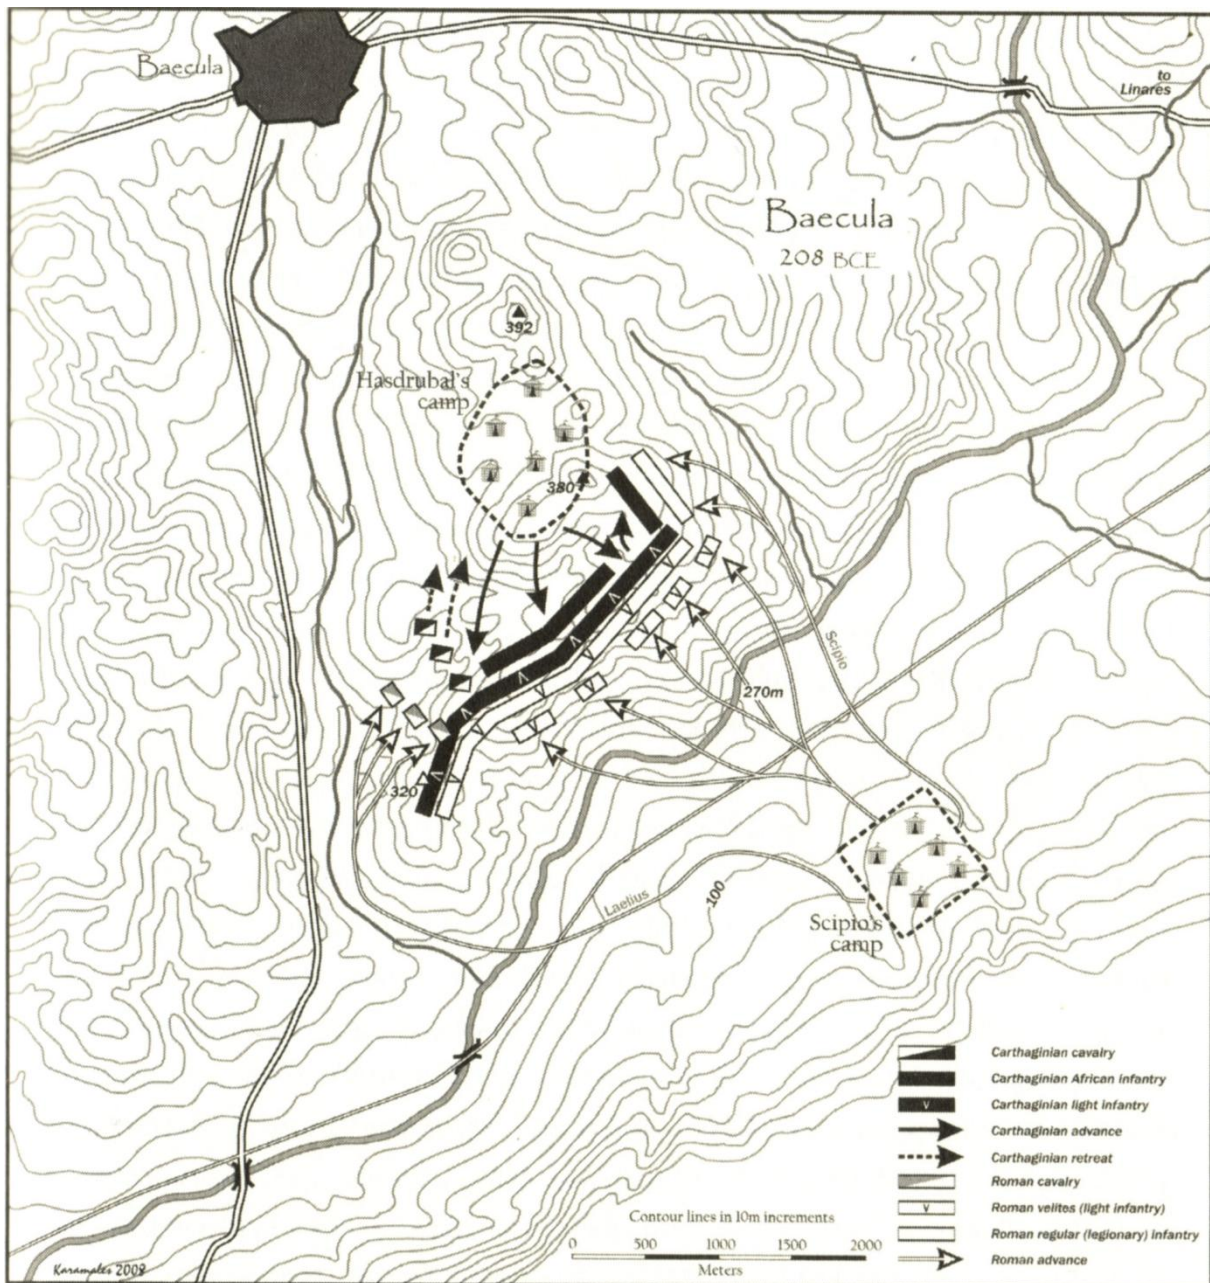 Baecula
to
Linares
Baecula
208 BCE
392
Hasdrubal's
camp
380
Scipio
270m
320
Laelius
100
Scipio's
camp
Carthaginian cavalry
Carthaginian African infantry
Carthaginian light infantry
Carthaginian advance
Carthaginian retreat
Roman cavalry
Roman velites (light infantry)
Roman regular (legionary) infantry
Roman advance
Contour lines in 10m increments
0 500 1000 1500 2000
Meters
Karamales 2008